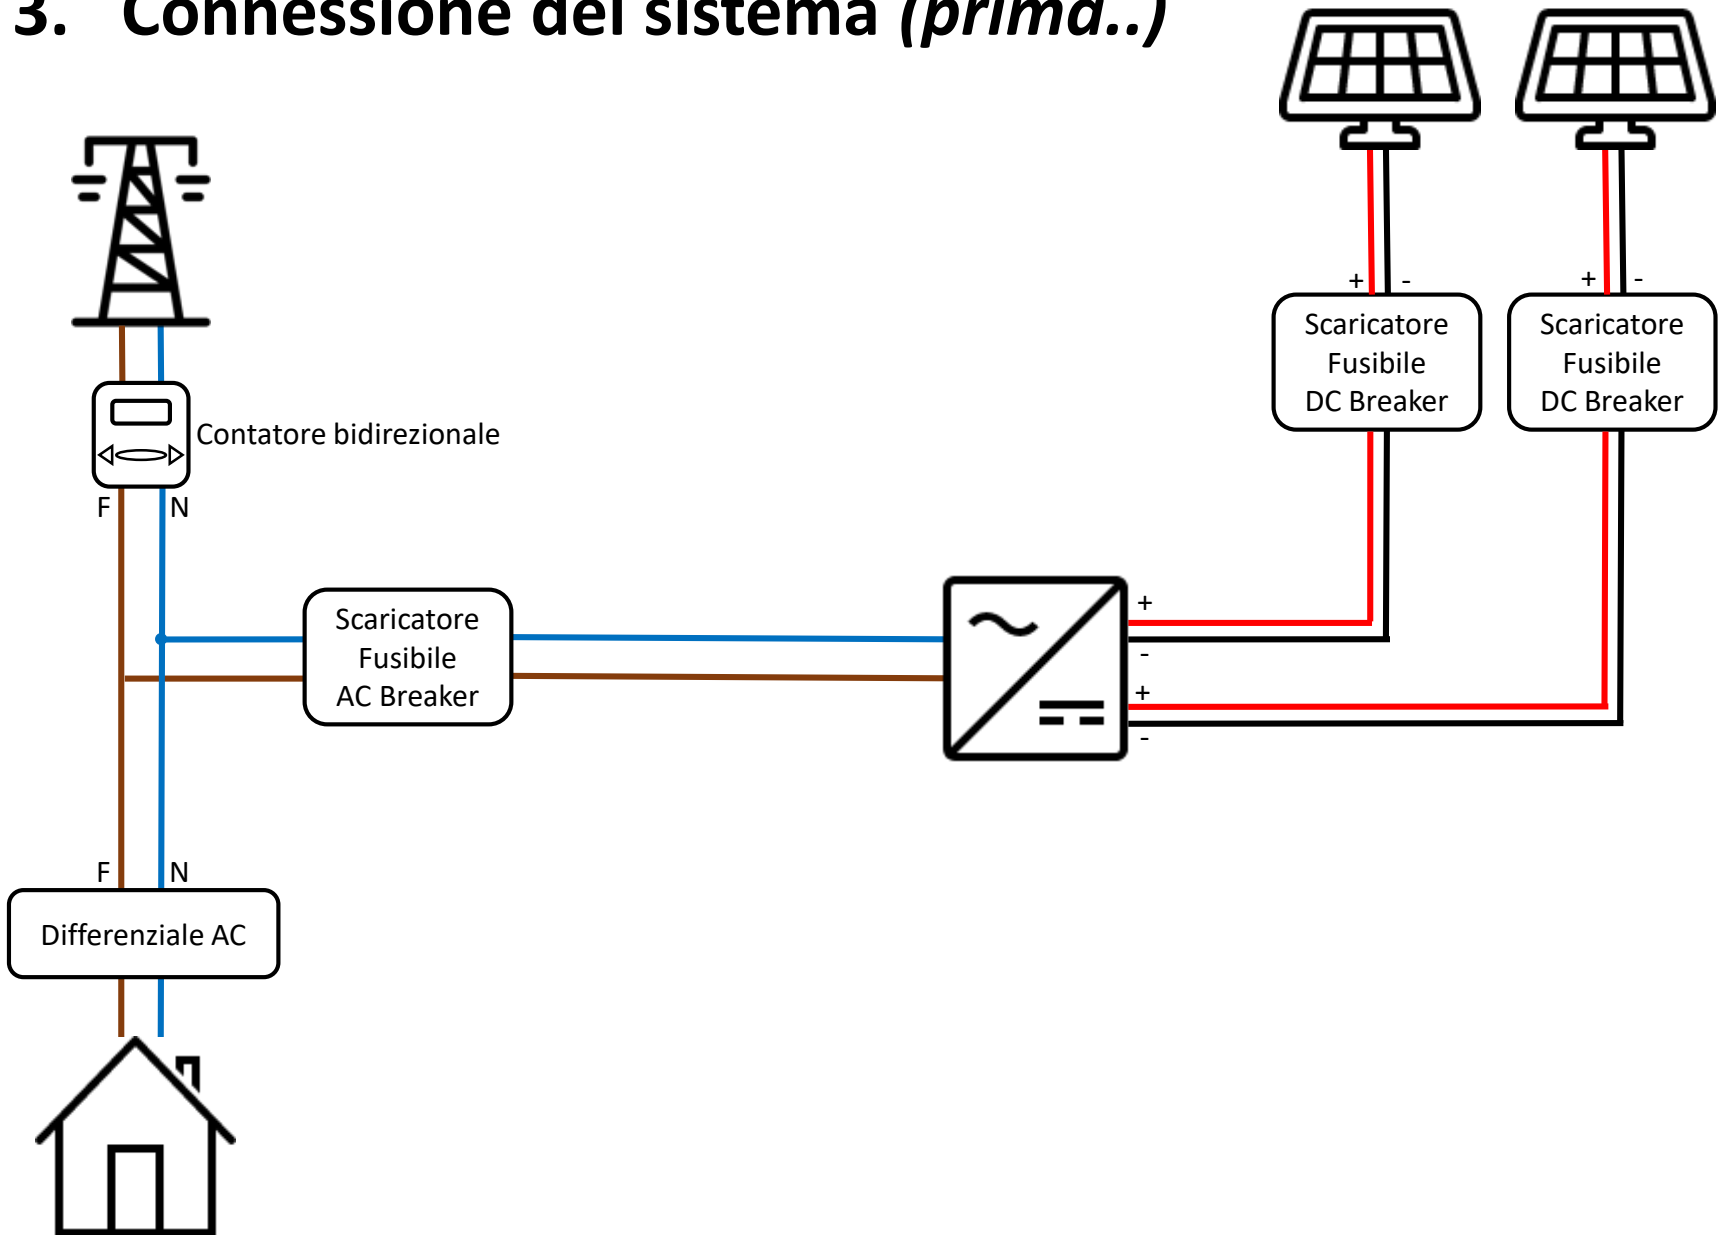 3. Connessione del sistema (prima..)
+ -
+ -
Scaricatore
Fusibile
DC Breaker
Scaricatore
Fusibile
DC Breaker
Contatore bidirezionale
F N
Scaricatore
Fusibile
AC Breaker
+
-
+
-
F N
Differenziale AC